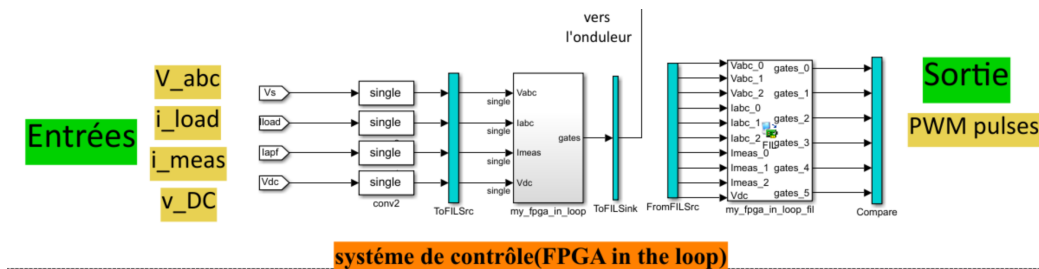 vers
l'onduleur
Entrées
V_abc
i_load
i_meas
v_DC
Vs
Iload
Iapf
Vdc
single
single
single
single
conv2
ToFILSrc
single
single
single
single
Vabc
Iabc
Imeas
Vdc
gates
my_fpga_in_loop
ToFILSink
FromFILSrc
Vabc_0
Vabc_1
Vabc_2
Iabc_0
Iabc_1
Iabc_2
Imeas_0
Imeas_1
Imeas_2
Vdc
FIL
gates_0
gates_1
gates_2
gates_3
gates_4
gates_5
my_fpga_in_loop_fil
Compare
Sortie
PWM pulses
systéme de contrôle(FPGA in the loop)